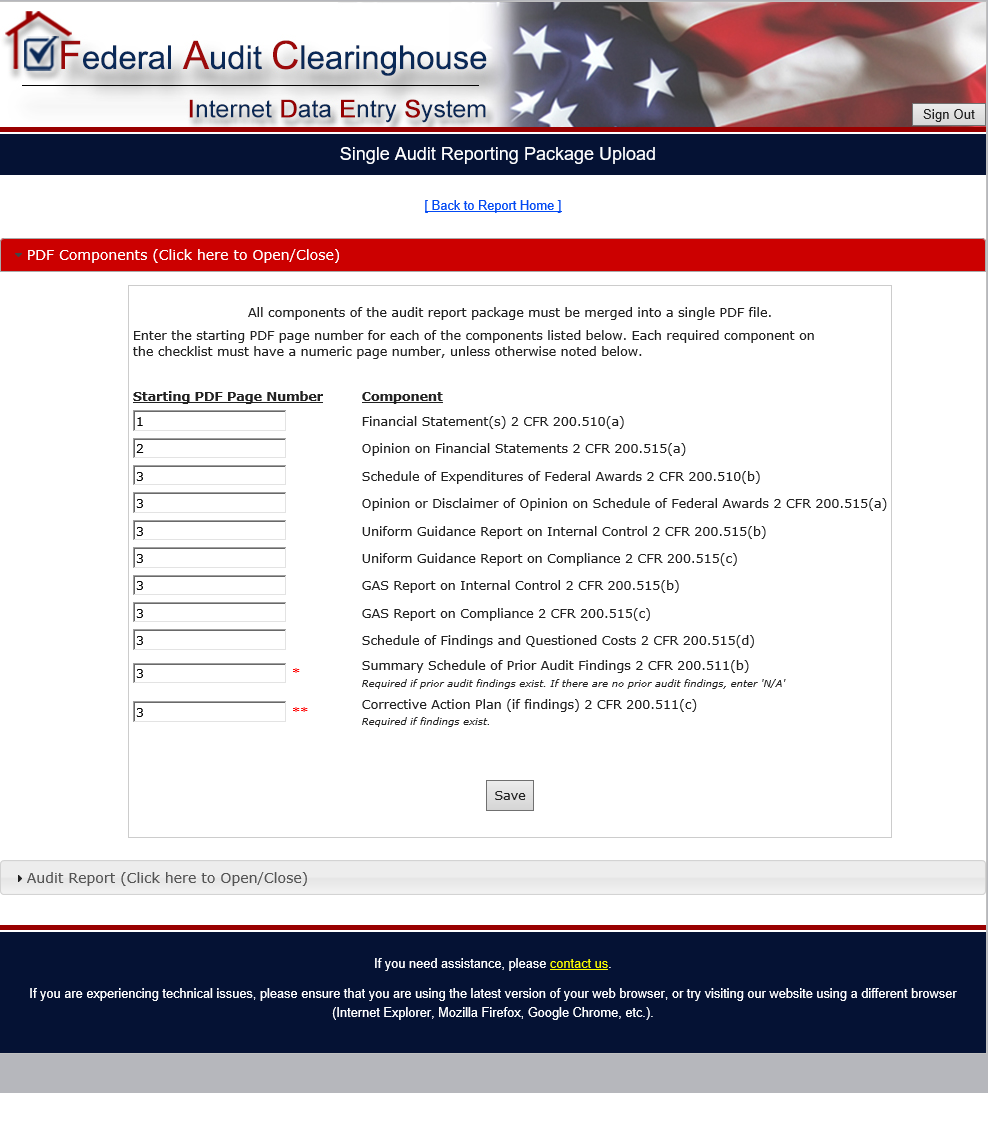 Federal Audit Clearinghouse
Internet Data Entry System
Sign Out
Single Audit Reporting Package Upload
[ Back to Report Home ]
PDF Components (Click here to Open/Close)
All components of the audit report package must be merged into a single PDF file.
Enter the starting PDF page number for each of the components listed below. Each required component on
the checklist must have a numeric page number, unless otherwise noted below.
Starting PDF Page Number Component
1 Financial Statement(s) 2 CFR 200.510(a)
2 Opinion on Financial Statements 2 CFR 200.515(a)
3 Schedule of Expenditures of Federal Awards 2 CFR 200.510(b)
3 Opinion or Disclaimer of Opinion on Schedule of Federal Awards 2 CFR 200.515(a)
3 Uniform Guidance Report on Internal Control 2 CFR 200.515(b)
3 Uniform Guidance Report on Compliance 2 CFR 200.515(c)
3 GAS Report on Internal Control 2 CFR 200.515(b)
3 GAS Report on Compliance 2 CFR 200.515(c)
3 Schedule of Findings and Questioned Costs 2 CFR 200.515(d)
3 * Summary Schedule of Prior Audit Findings 2 CFR 200.511(b)
Required if prior audit findings exist. If there are no prior audit findings, enter 'N/A'
3 ** Corrective Action Plan (if findings) 2 CFR 200.511(c)
Required if findings exist.
Save
Audit Report (Click here to Open/Close)
If you need assistance, please contact us.
If you are experiencing technical issues, please ensure that you are using the latest version of your web browser, or try visiting our website using a different browser
(Internet Explorer, Mozilla Firefox, Google Chrome, etc.).